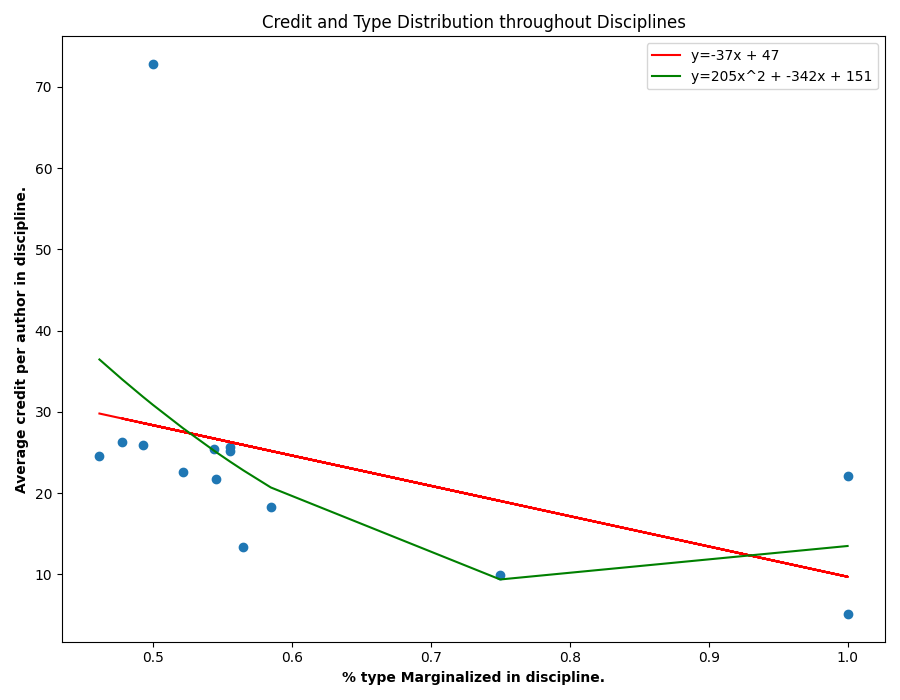 Credit and Type Distribution throughout Disciplines
y=-37x + 47
y=205x^2 + -342x + 151
Average credit per author in discipline.
70
60
50
40
30
20
10
0.5 0.6 0.7 0.8 0.9 1.0
% type Marginalized in discipline.